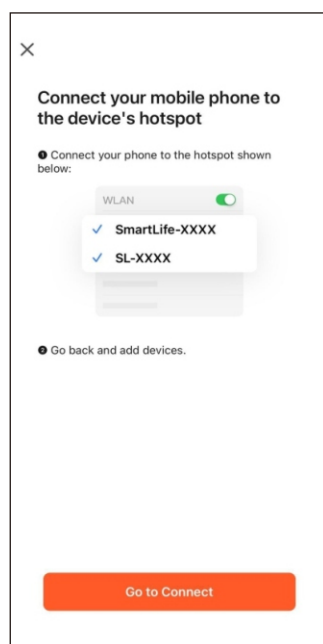 Connect your mobile phone to
the device's hotspot
❶ Connect your phone to the hotspot shown
below:
WLAN
SmartLife-XXXX
SL-XXXX
❷ Go back and add devices.
Go to Connect